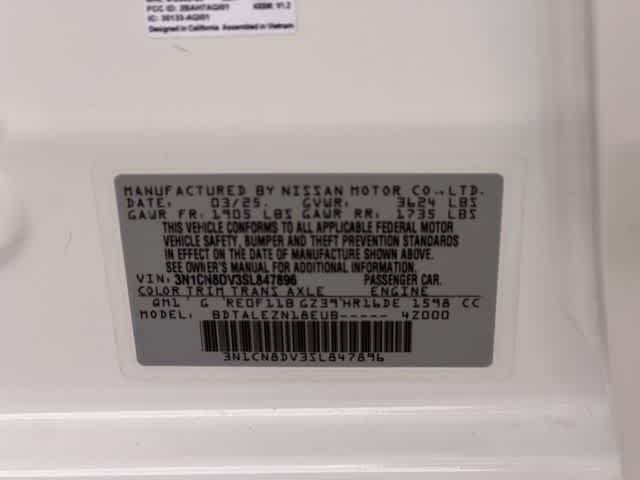 FCC ID: 2BAH7AQI01
IC: 30133-AQI01
Designed in California. Assembled in Vietnam
MANUFACTURED BY NISSAN MOTOR CO.,LTD.
DATE: 03/25. GVWR: 3624 LBS
GAWR FR: 1905 LBS GAWR RR: 1735 LBS
THIS VEHICLE CONFORMS TO ALL APPLICABLE FEDERAL MOTOR
VEHICLE SAFETY, BUMPER AND THEFT PREVENTION STANDARDS
IN EFFECT ON THE DATE OF MANUFACTURE SHOWN ABOVE.
SEE OWNER'S MANUAL FOR ADDITIONAL INFORMATION
VIN: 3N1CN8DV3SL847896 PASSENGER CAR.
COLOR TRIM TRANS AXLE ENGINE
QM1 G RE0F11B GZ39 HR16DE 1598 CC
MODEL: BDTALEZN18EUB----- 42000
3N1CN8DV3SL847896